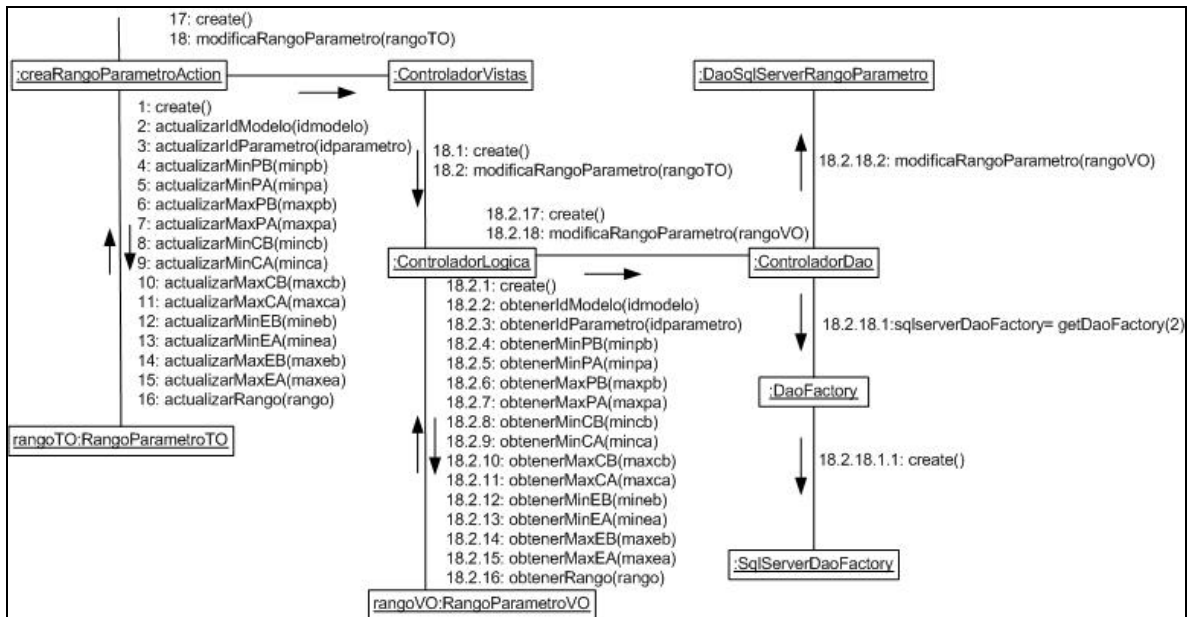 17: create()
18: modificaRangoParametro(rangoTO)
:creaRangoParametroAction
:ControladorVistas
:DaoSqlServerRangoParametro
1: create()
2: actualizarIdModelo(idmodelo)
3: actualizarIdParametro(idparametro)
4: actualizarMinPB(minpb)
5: actualizarMinPA(minpa)
6: actualizarMaxPB(maxpb)
7: actualizarMaxPA(maxpa)
8: actualizarMinCB(mincb)
9: actualizarMinCA(minca)
10: actualizarMaxCB(maxcb)
11: actualizarMaxCA(maxca)
12: actualizarMinEB(mineb)
13: actualizarMinEA(minea)
14: actualizarMaxEB(maxeb)
15: actualizarMaxEA(maxea)
16: actualizarRango(rango)
rangoTO:RangoParametroTO
18.1: create()
18.2: modificaRangoParametro(rangoTO)
18.2.18.2: modificaRangoParametro(rangoVO)
18.2.17: create()
18.2.18: modificaRangoParametro(rangoVO)
:ControladorLogica
:ControladorDao
18.2.1: create()
18.2.2: obtenerIdModelo(idmodelo)
18.2.3: obtenerIdParametro(idparametro)
18.2.4: obtenerMinPB(minpb)
18.2.5: obtenerMinPA(minpa)
18.2.6: obtenerMaxPB(maxpb)
18.2.7: obtenerMaxPA(maxpa)
18.2.8: obtenerMinCB(mincb)
18.2.9: obtenerMinCA(minca)
18.2.10: obtenerMaxCB(maxcb)
18.2.11: obtenerMaxCA(maxca)
18.2.12: obtenerMinEB(mineb)
18.2.13: obtenerMinEA(minea)
18.2.14: obtenerMaxEB(maxeb)
18.2.15: obtenerMaxEA(maxea)
18.2.16: obtenerRango(rango)
rangoVO:RangoParametroVO
18.2.18.1:sqlserverDaoFactory= getDaoFactory(2)
:DaoFactory
18.2.18.1.1: create()
:SqlServerDaoFactory